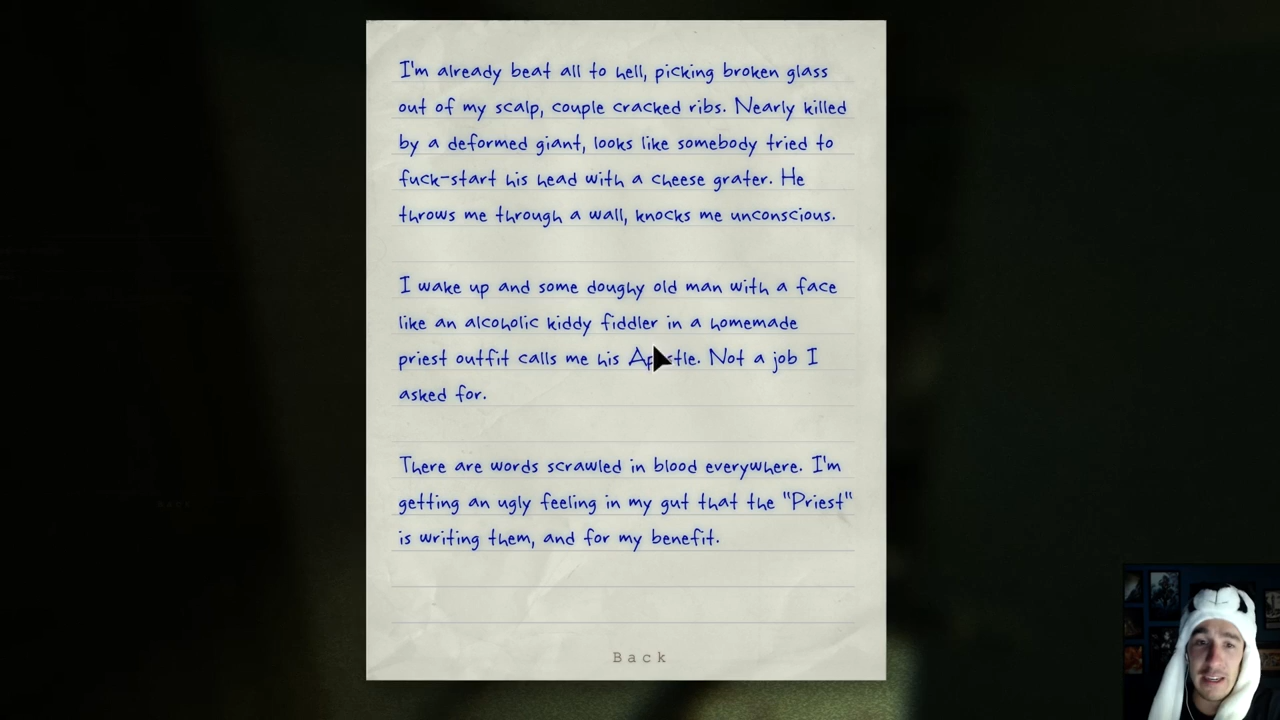 I'm already beat all to hell, picking broken glass
out of my scalp, couple cracked ribs. Nearly killed
by a deformed giant, looks like somebody tried to
fuck-start his head with a cheese grater. He
throws me through a wall, knocks me unconscious.
I wake up and some doughy old man with a face
like an alcoholic kiddy fiddler in a homemade
priest outfit calls me his Apostle. Not a job I
asked for.
There are words scrawled in blood everywhere. I'm
getting an ugly feeling in my gut that the "Priest"
is writing them, and for my benefit.
Back